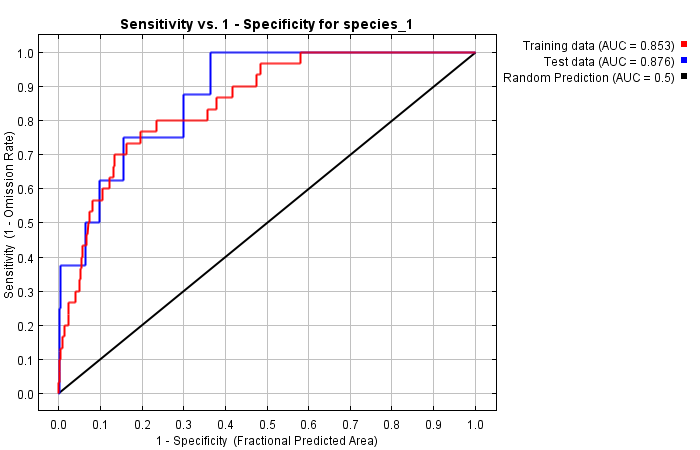 Sensitivity vs. 1 - Specificity for species_1
Training data (AUC = 0.853)
Test data (AUC = 0.876)
Random Prediction (AUC = 0.5)
Sensitivity (1 - Omission Rate)
1.0
0.9
0.8
0.7
0.6
0.5
0.4
0.3
0.2
0.1
0.0
0.0 0.1 0.2 0.3 0.4 0.5 0.6 0.7 0.8 0.9 1.0
1 - Specificity (Fractional Predicted Area)